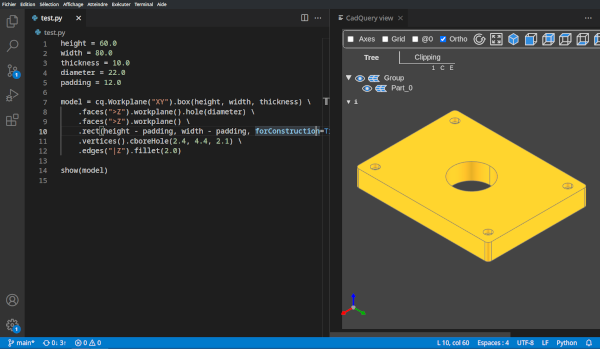 Fichier Edition Sélection Affichage Atteindre Exécuter Terminal Aide
test.py
CadQuery view
test.py
Axes Grid @0 Ortho
Tree Clipping
1 C E
Group
Part_0
1 height = 60.0
2 width = 80.0
3 thickness = 10.0
4 diameter = 22.0
5 padding = 12.0
6
7 model = cq.Workplane("XY").box(height, width, thickness) \
8 .faces(">Z").workplane().hole(diameter) \
9 .faces(">Z").workplane() \
10 .rect(height - padding, width - padding, forConstruction=T
11 .vertices().cboreHole(2.4, 4.4, 2.1) \
12 .edges("|Z").fillet(2.0)
13
14 show(model)
15
main* 0↓ 3↑ 0 0 L 10, col 60 Espaces : 4 UTF-8 LF Python